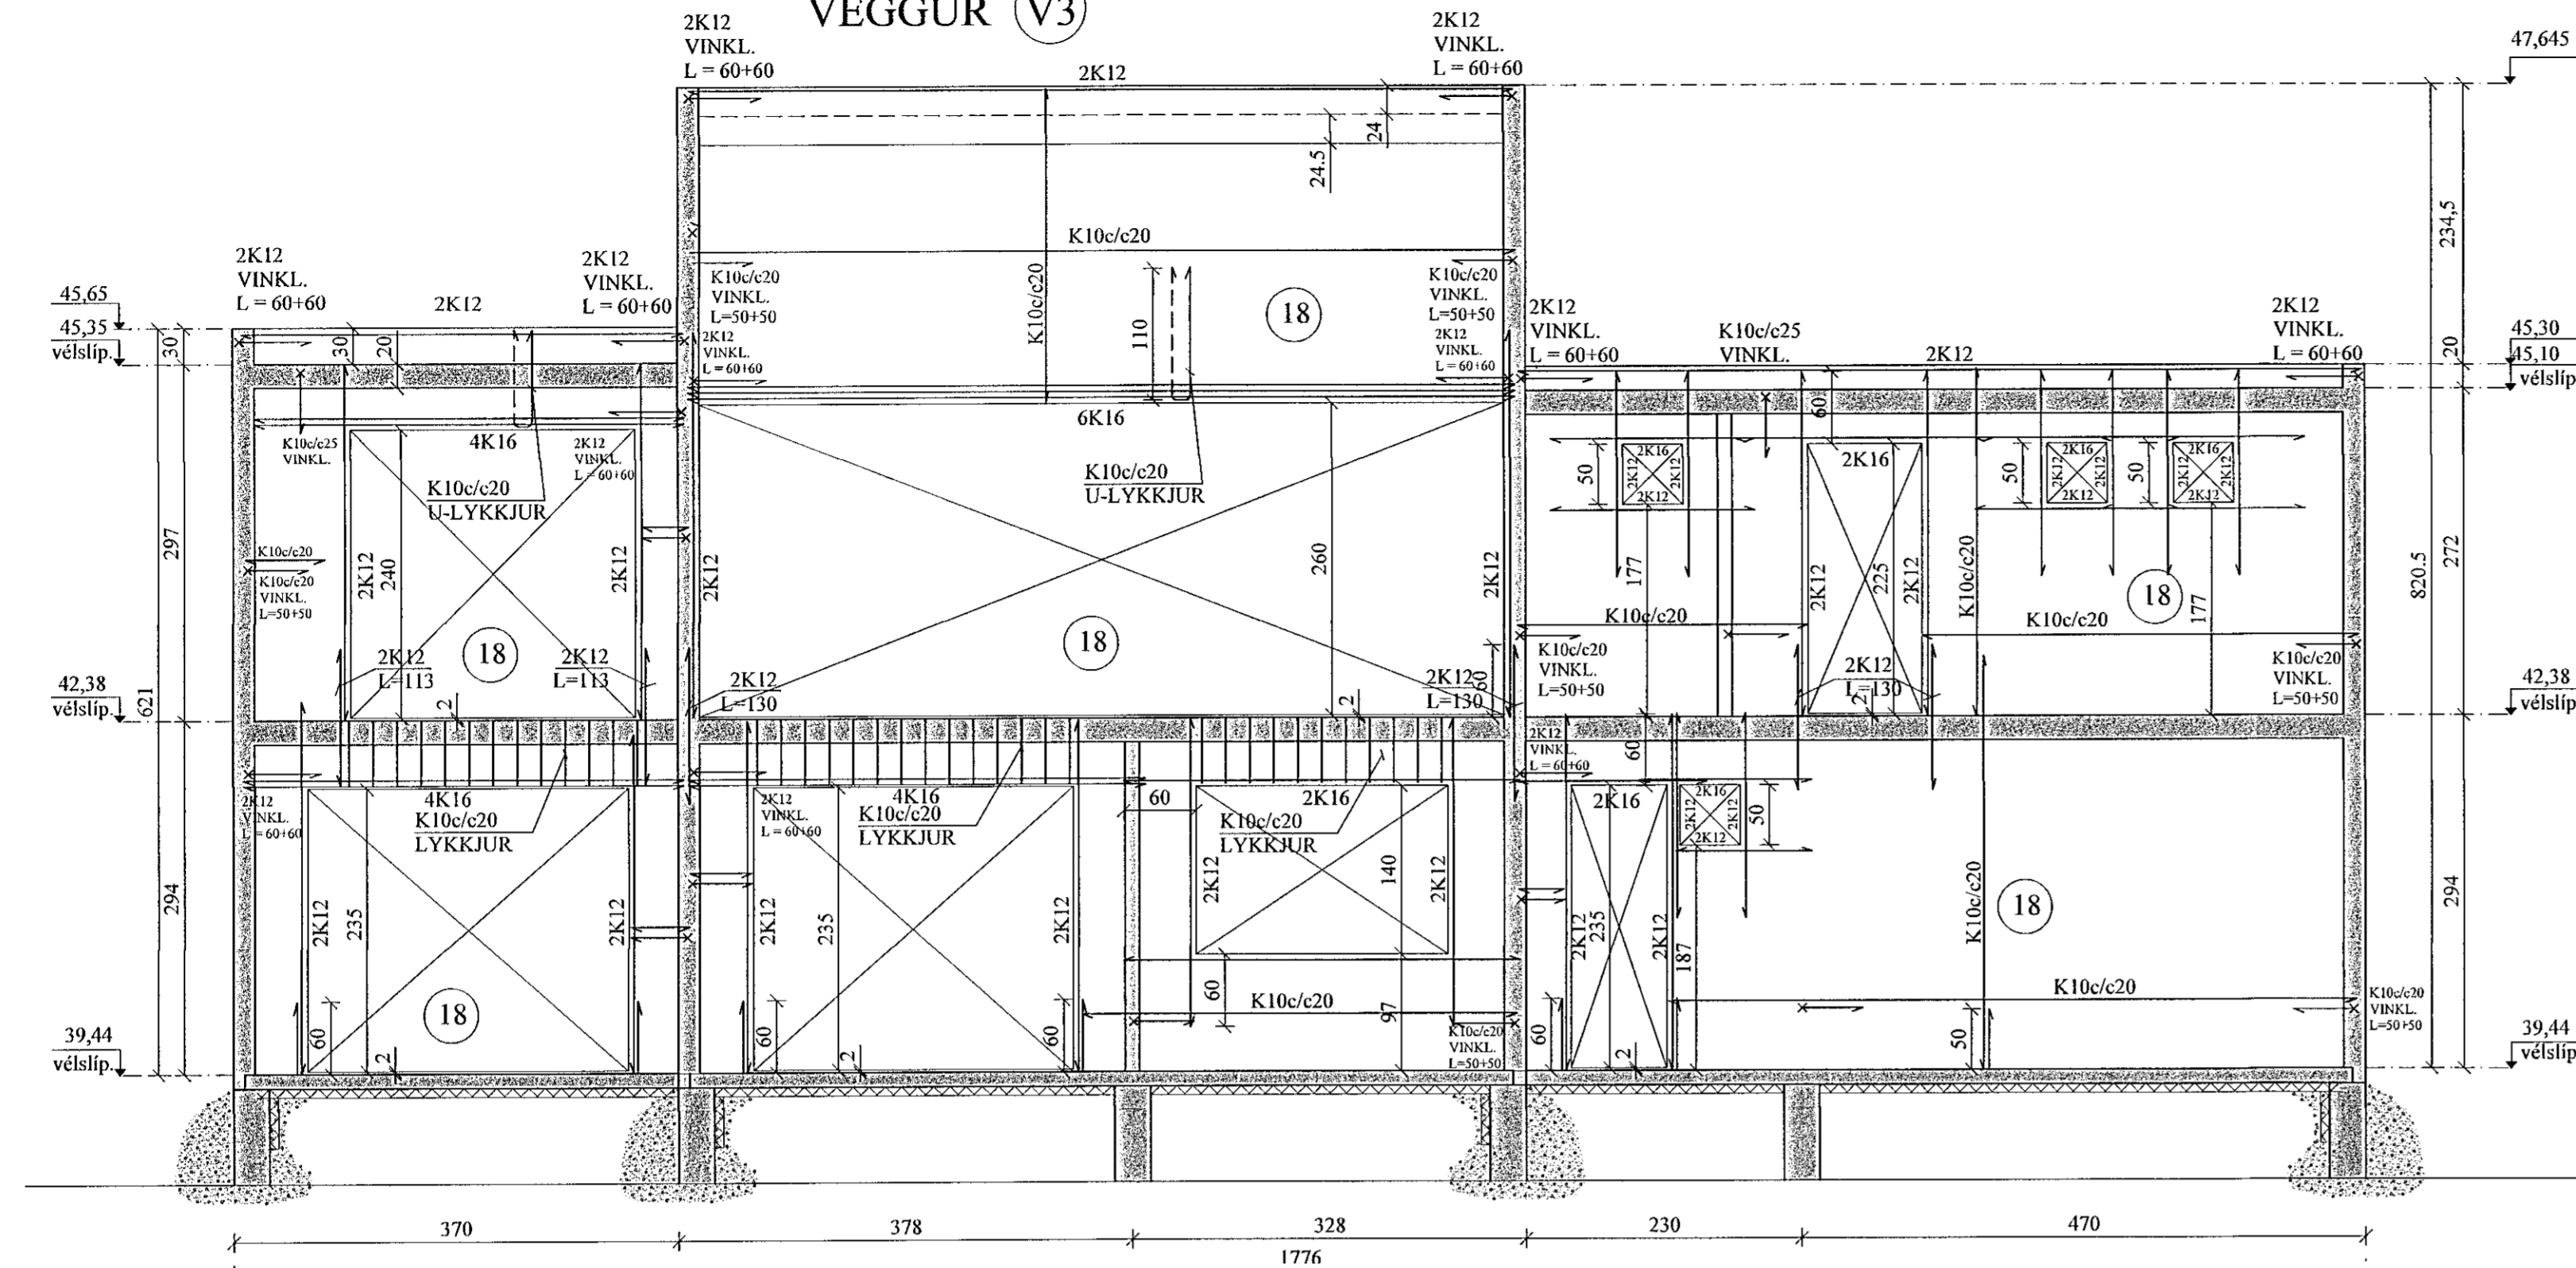 VEGGUR V3
2K12
VINKL.
L = 60+60
2K12
2K12
VINKL.
L = 60+60
47,645
24
24.5
K10c/c20
K10c/c20
VINKL.
L=50+50
K10c/c20
110
18
K10c/c20
VINKL.
L=50+50
234,5
2K12
VINKL.
L = 60+60
2K12
2K12
VINKL.
L = 60+60
45,65
45,35
vélslíp.
30
30
20
2K12
VINKL.
L = 60+60
2K12
VINKL.
L = 60+60
2K12
VINKL.
L = 60+60
K10c/c25
VINKL.
2K12
2K12
VINKL.
L = 60+60
20
45,30
45,10
vélslíp.
K10c/c25
VINKL.
4K16
2K12
VINKL.
L = 60+60
K10c/c20
U-LYKKJUR
6K16
K10c/c20
U-LYKKJUR
60
50
2K16
2K12
2K12
2K12
2K16
50
2K16
2K12
2K12
2K12
50
2K16
2K12
2K12
2K12
297
K10c/c20
K10c/c20
VINKL.
L=50+50
2K12
240
2K12
2K12
260
2K12
177
2K12
225
2K12
K10c/c20
18
177
820.5
272
K10c/c20
K10c/c20
18
18
2K12
L=113
2K12
L=113
2
2K12
L=130
2
2K12
L=130
60
K10c/c20
VINKL.
L=50+50
2K12
L=130
2
K10c/c20
VINKL.
L=50+50
42,38
vélslíp.
621
42,38
vélslíp.
2K12
VINKL.
L = 60+60
60
2K12
VINKL.
L = 60+60
4K16
K10c/c20
LYKKJUR
2K12
VINKL.
L = 60+60
4K16
K10c/c20
LYKKJUR
60
2K16
K10c/c20
LYKKJUR
2K16
2K16
2K12
2K12
2K12
50
294
2K12
235
2K12
2K12
235
2K12
2K12
140
2K12
2K12
235
2K12
187
K10c/c20
18
294
18
60
2
60
2
60
60
K10c/c20
97
K10c/c20
VINKL.
L=50+50
60
2
50
K10c/c20
K10c/c20
VINKL.
L=50+50
39,44
vélslíp.
39,44
vélslíp.
370
378
328
230
470
1776